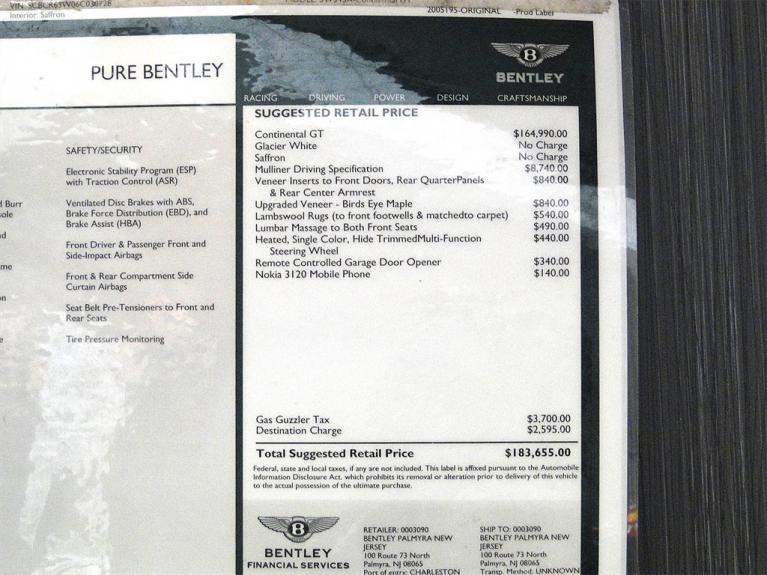 VIN: SCBCR63W06C030728
Interior: Saffron
2005195-ORIGINAL -Prod Label
PURE BENTLEY
B
BENTLEY
RACING DRIVING POWER DESIGN CRAFTSMANSHIP
SAFETY/SECURITY
Electronic Stability Program (ESP)
with Traction Control (ASR)
Burr
Ventilated Disc Brakes with ABS,
Brake Force Distribution (EBD), and
Brake Assist (HBA)
Front Driver & Passenger Front and
Side-Impact Airbags
Front & Rear Compartment Side
Curtain Airbags
Seat Belt Pre-Tensioners to Front and
Rear Seats
Tire Pressure Monitoring
SUGGESTED RETAIL PRICE
Continental GT $164,990.00
Glacier White No Charge
Saffron No Charge
Mulliner Driving Specification $8,740.00
Veneer Inserts to Front Doors, Rear QuarterPanels $840.00
& Rear Center Armrest
Upgraded Veneer - Birds Eye Maple $840.00
Lambswool Rugs (to front footwells & matchedto carpet) $540.00
Lumbar Massage to Both Front Seats $490.00
Heated, Single Color, Hide TrimmedMulti-Function $440.00
Steering Wheel
Remote Controlled Garage Door Opener $340.00
Nokia 3120 Mobile Phone $140.00
Gas Guzzler Tax $3,700.00
Destination Charge $2,595.00
Total Suggested Retail Price $183,655.00
Federal, state and local taxes, if any are not included. This label is affixed pursuant to the Automobile
Information Disclosure Act, which prohibits its removal or alteration prior to delivery of this vehicle
to the actual possession of the ultimate purchase.
B
BENTLEY
FINANCIAL SERVICES
RETAILER: 0003090
BENTLEY PALMYRA NEW
JERSEY
100 Route 73 North
Palmyra, NJ 08065
Port of entry: CHARLESTON,
SHIP TO: 0003090
BENTLEY PALMYRA NEW
JERSEY
100 Route 73 North
Palmyra, NJ 08065
Transp. Method: UNKNOWN